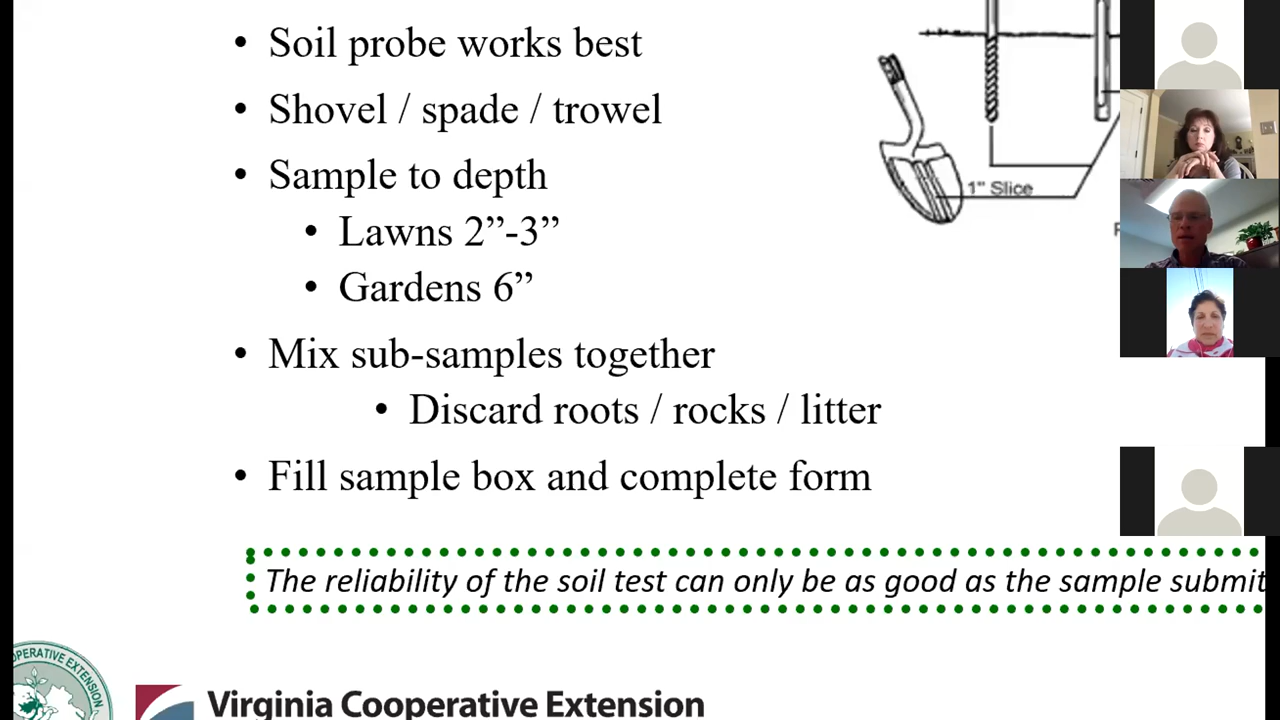 • Soil probe works best
• Shovel / spade / trowel
• Sample to depth
• Lawns 2”-3”
• Gardens 6”
1" Slice
• Mix sub-samples together
• Discard roots / rocks / litter
• Fill sample box and complete form
The reliability of the soil test can only be as good as the sample submit
OPERATIVE EXTENSION
Virginia Cooperative Extension